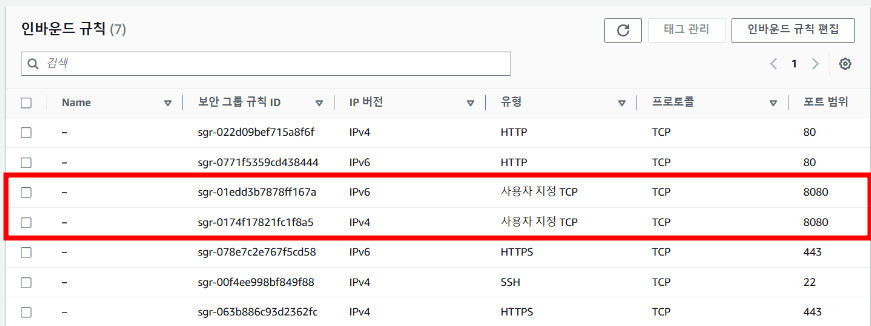 인바운드 규칙 (7)
태그 관리
인바운드 규칙 편집
검색
1
Name 보안 그룹 규칙 ID IP 버전 유형 프로토콜 포트 범위
– sgr-022d09bef715a8f6f IPv4 HTTP TCP 80
– sgr-0771f5359cd438444 IPv6 HTTP TCP 80
– sgr-01edd3b7878ff167a IPv6 사용자 지정 TCP TCP 8080
– sgr-0174f17821fc1f8a5 IPv4 사용자 지정 TCP TCP 8080
– sgr-078e7c2e767f5cd58 IPv6 HTTPS TCP 443
– sgr-00f4ee998bf849f88 IPv4 SSH TCP 22
– sgr-063b886c93d2362fc IPv4 HTTPS TCP 443